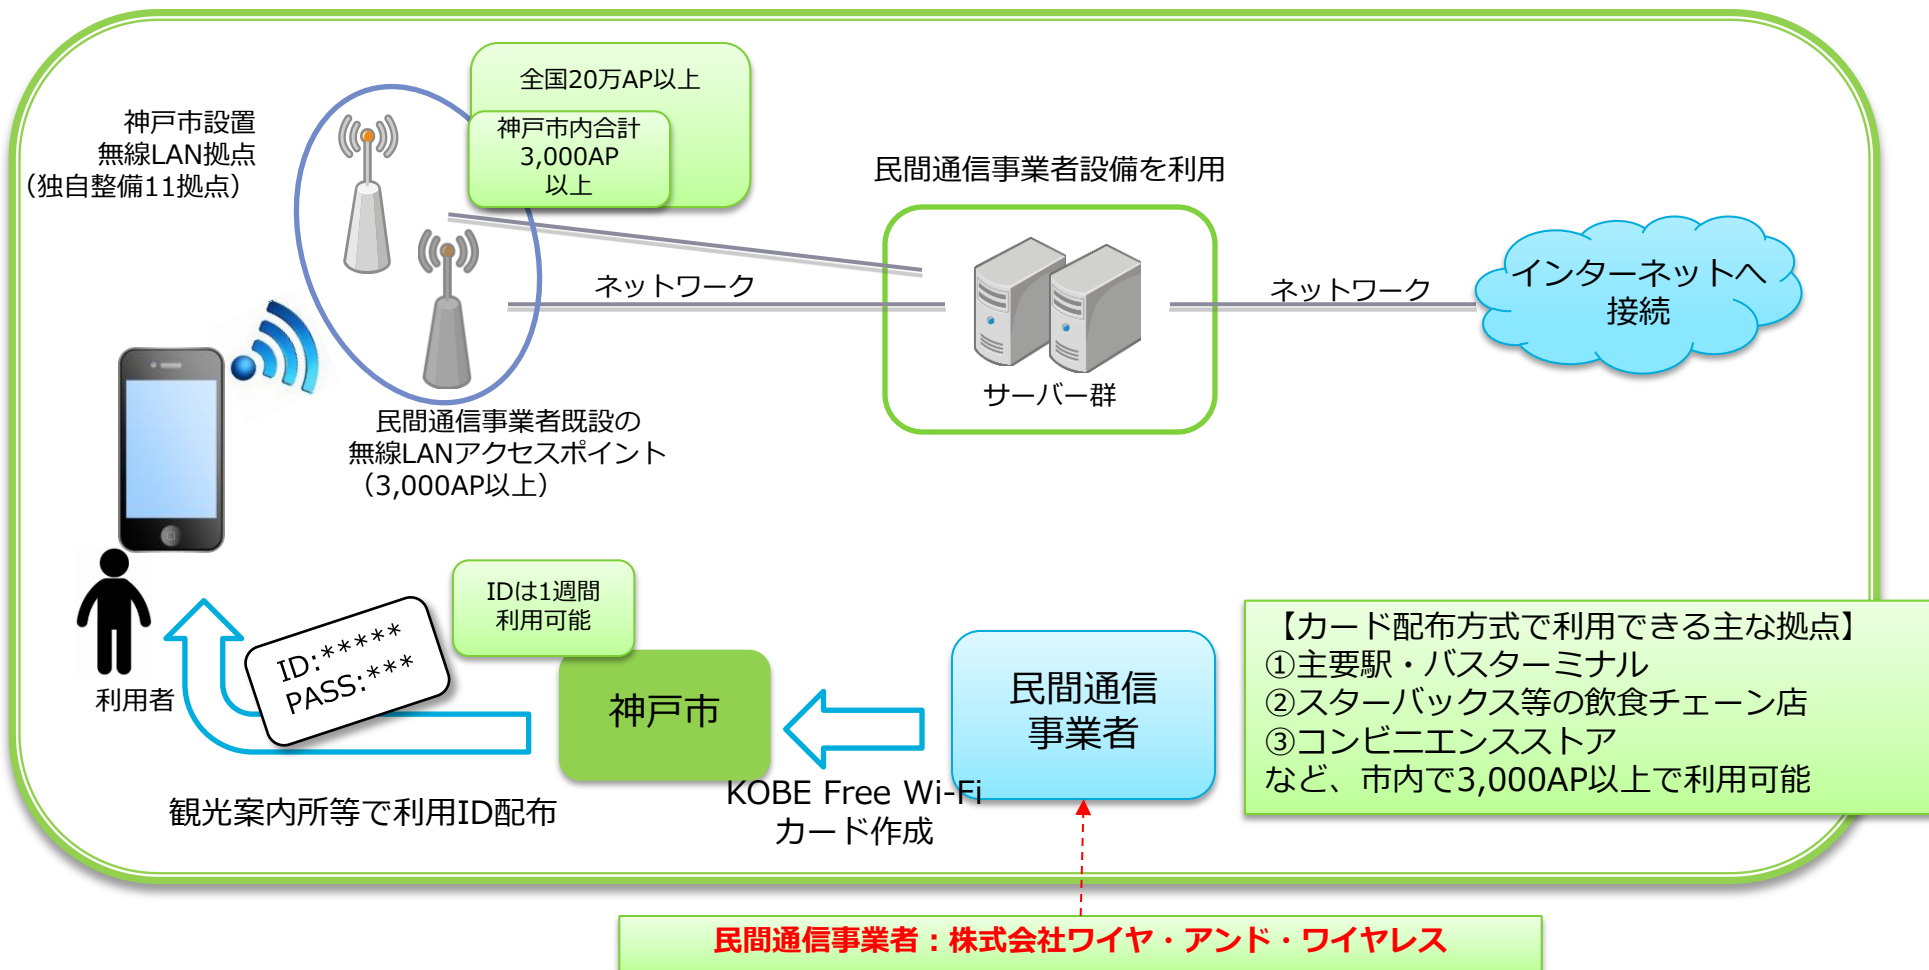 全国20万AP以上
神戸市内合計
3,000AP
以上
神戸市設置
無線LAN拠点
（独自整備11拠点）
民間通信事業者設備を利用
ネットワーク
ネットワーク
インターネットへ
接続
サーバー群
民間通信事業者既設の
無線LANアクセスポイント
（3,000AP以上）
IDは1週間
利用可能
ID:*****
PASS:***
利用者
神戸市
民間通信
事業者
【カード配布方式で利用できる主な拠点】
①主要駅・バスターミナル
②スターバックス等の飲食チェーン店
③コンビニエンスストア
など、市内で3,000AP以上で利用可能
観光案内所等で利用ID配布
KOBE Free Wi-Fi
カード作成
民間通信事業者：株式会社ワイヤ・アンド・ワイヤレス